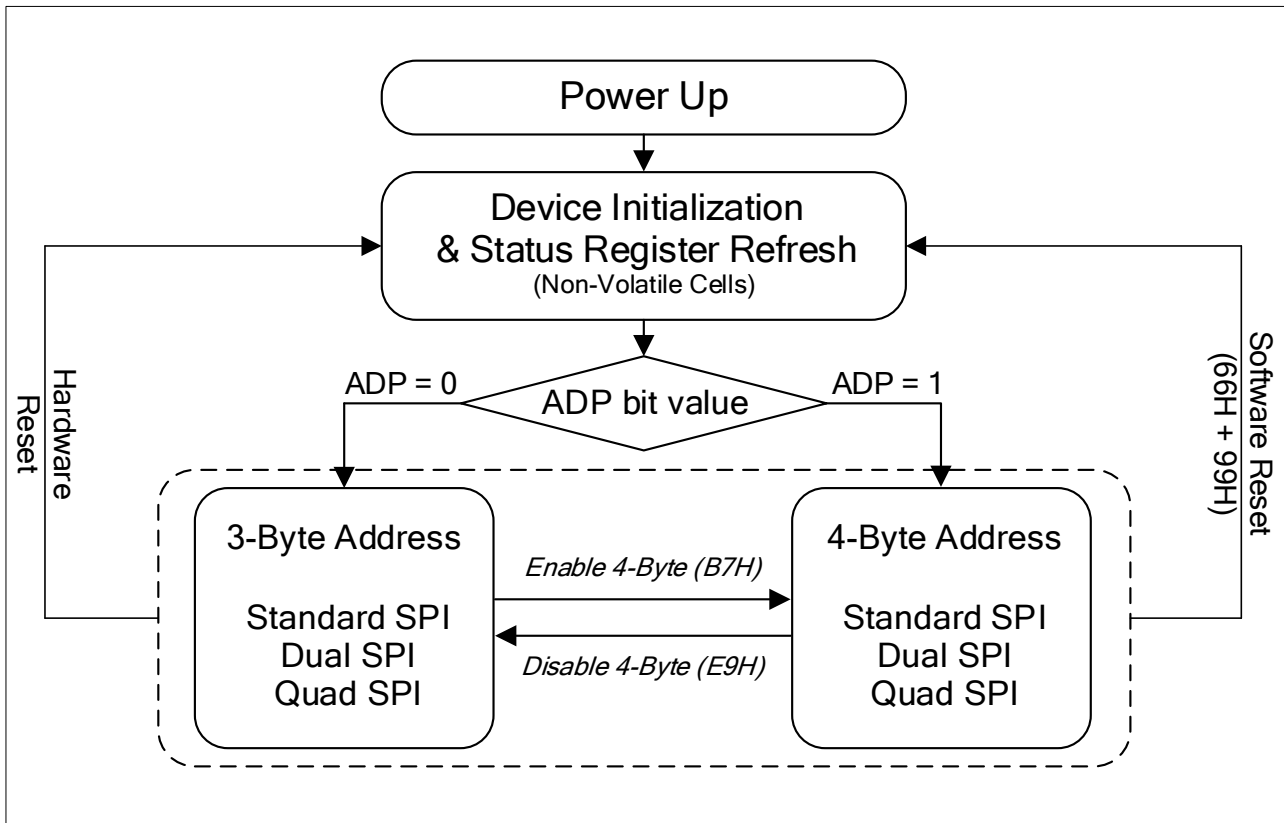 Power Up
Device Initialization
& Status Register Refresh
(Non-Volatile Cells)
Hardware
Reset
Software Reset
(66H + 99H)
ADP = 0
ADP bit value
ADP = 1
3-Byte Address
Standard SPI
Dual SPI
Quad SPI
Enable 4-Byte (B7H)
Disable 4-Byte (E9H)
4-Byte Address
Standard SPI
Dual SPI
Quad SPI